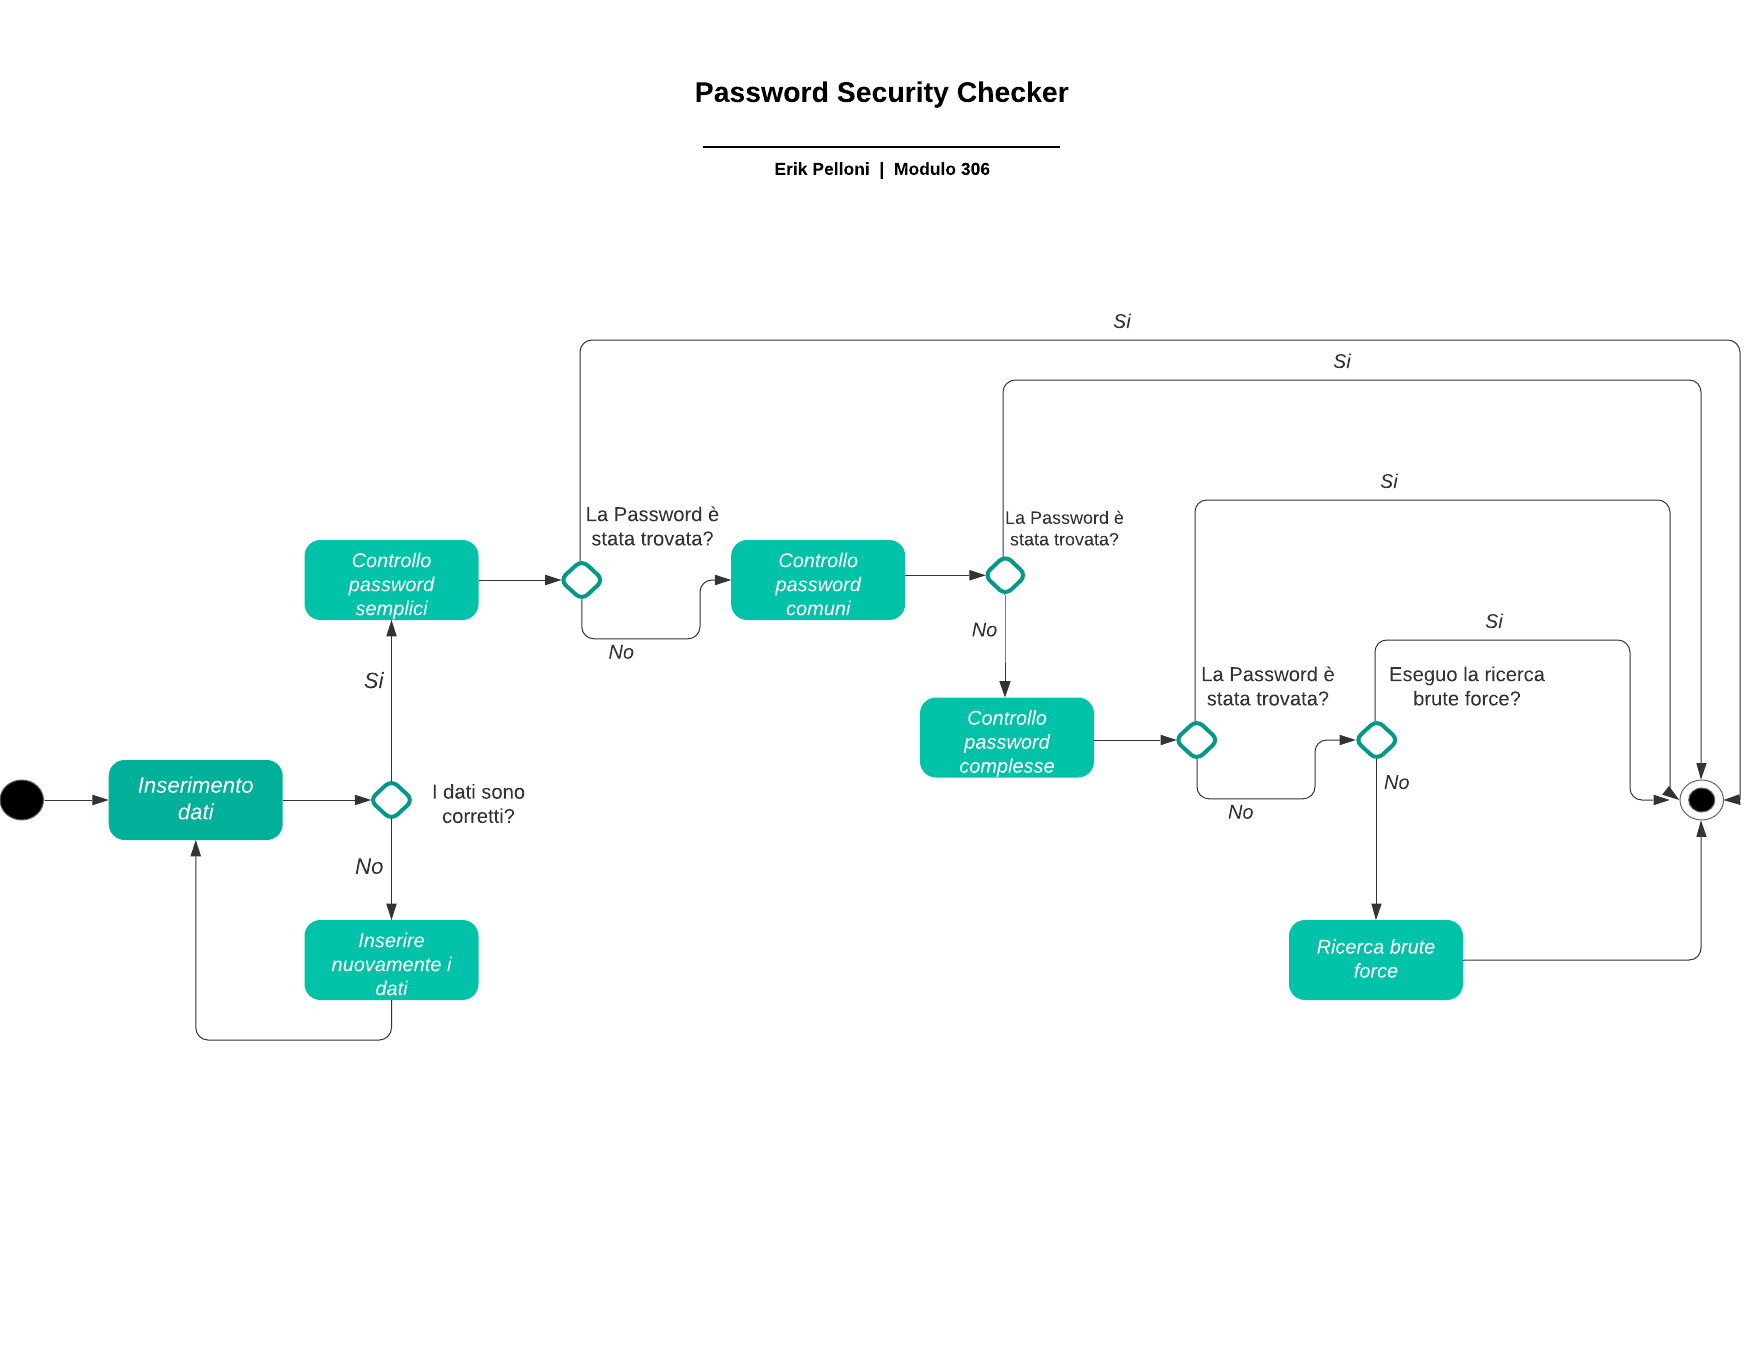 Password Security Checker
Erik Pelloni | Modulo 306
Si
Si
Si
La Password è
stata trovata?
La Password è
stata trovata?
Controllo
password
semplici
Controllo
password
comuni
No
No
Si
Si
La Password è
stata trovata?
Eseguo la ricerca
brute force?
Controllo
password
complesse
Inserimento
dati
I dati sono
corretti?
No
No
No
Inserire
nuovamente i
dati
Ricerca brute
force